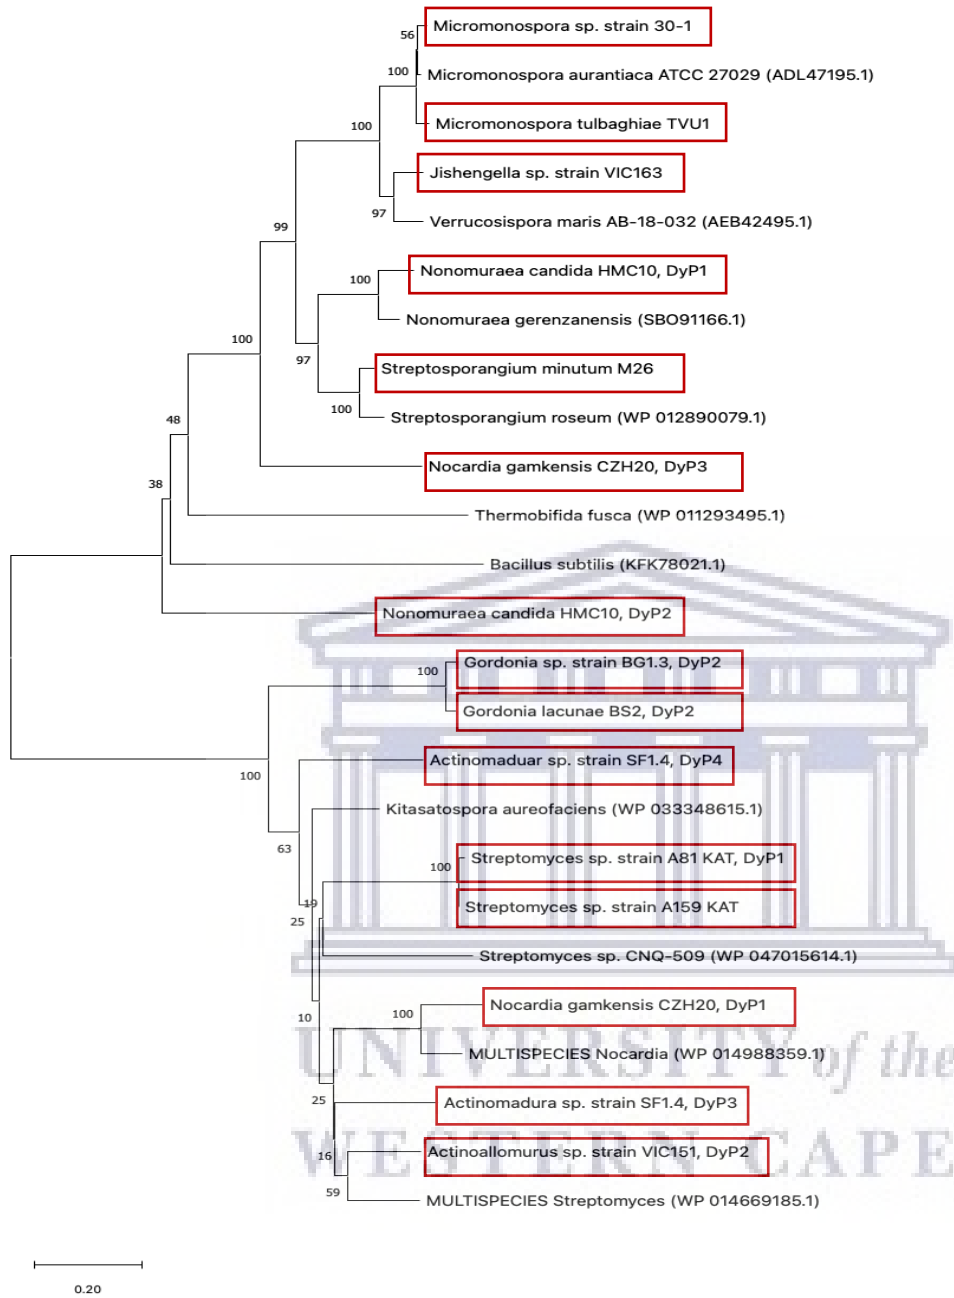 Micromonospora sp. strain 30-1
56
100
Micromonospora aurantiaca ATCC 27029 (ADL47195.1)
100
Micromonospora tulbaghiae TVU1
Jishengella sp. strain VIC163
97
Verrucosispora maris AB-18-032 (AEB42495.1)
99
Nonomuraea candida HMC10, DyP1
100
Nonomuraea gerenzanensis (SBO91166.1)
100
97
Streptosporangium minutum M26
100
Streptosporangium roseum (WP 012890079.1)
48
Nocardia gamkensis CZH20, DyP3
38
Thermobifida fusca (WP 011293495.1)
Bacillus subtilis (KFK78021.1)
Nonomuraea candida HMC10, DyP2
Gordonia sp. strain BG1.3, DyP2
100
Gordonia lacunae BS2, DyP2
Actinomaduar sp. strain SF1.4, DyP4
100
Kitasatospora aureofaciens (WP 033348615.1)
63
Streptomyces sp. strain A81 KAT, DyP1
100
19
Streptomyces sp. strain A159 KAT
25
Streptomyces sp. CNQ-509 (WP 047015614.1)
Nocardia gamkensis CZH20, DyP1
100
10
MULTISPECIES Nocardia (WP 014988359.1)
UNIVERSITY of the
25
Actinomadura sp. strain SF1.4, DyP3
WESTERN CAPE
Actinoallomurus sp. strain VIC151, DyP2
16
59
MULTISPECIES Streptomyces (WP 014669185.1)
0.20